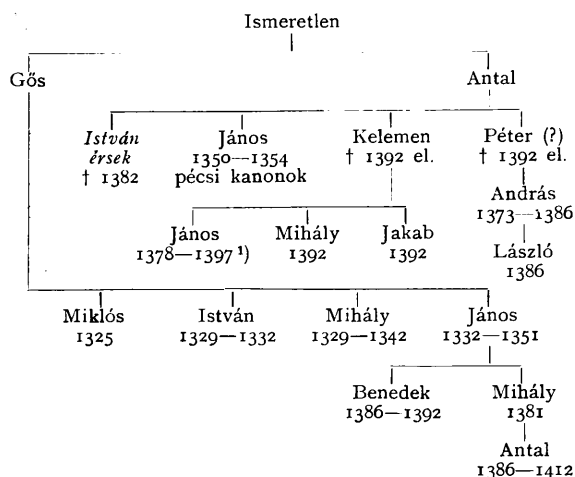 Ismeretlen
Gős Antal
István János Kelemen Péter (?)
érsek 1350—1354 † 1392 el. † 1392 el.
† 1382 pécsi kanonok
András
1373—1386
János Mihály Jakab
1378—1397 ¹) 1392 1392
László
1386
Miklós István Mihály János
1325 1329—1332 1329—1342 1332—1351
Benedek Mihály
1386—1392 1381
Antal
1386—1412